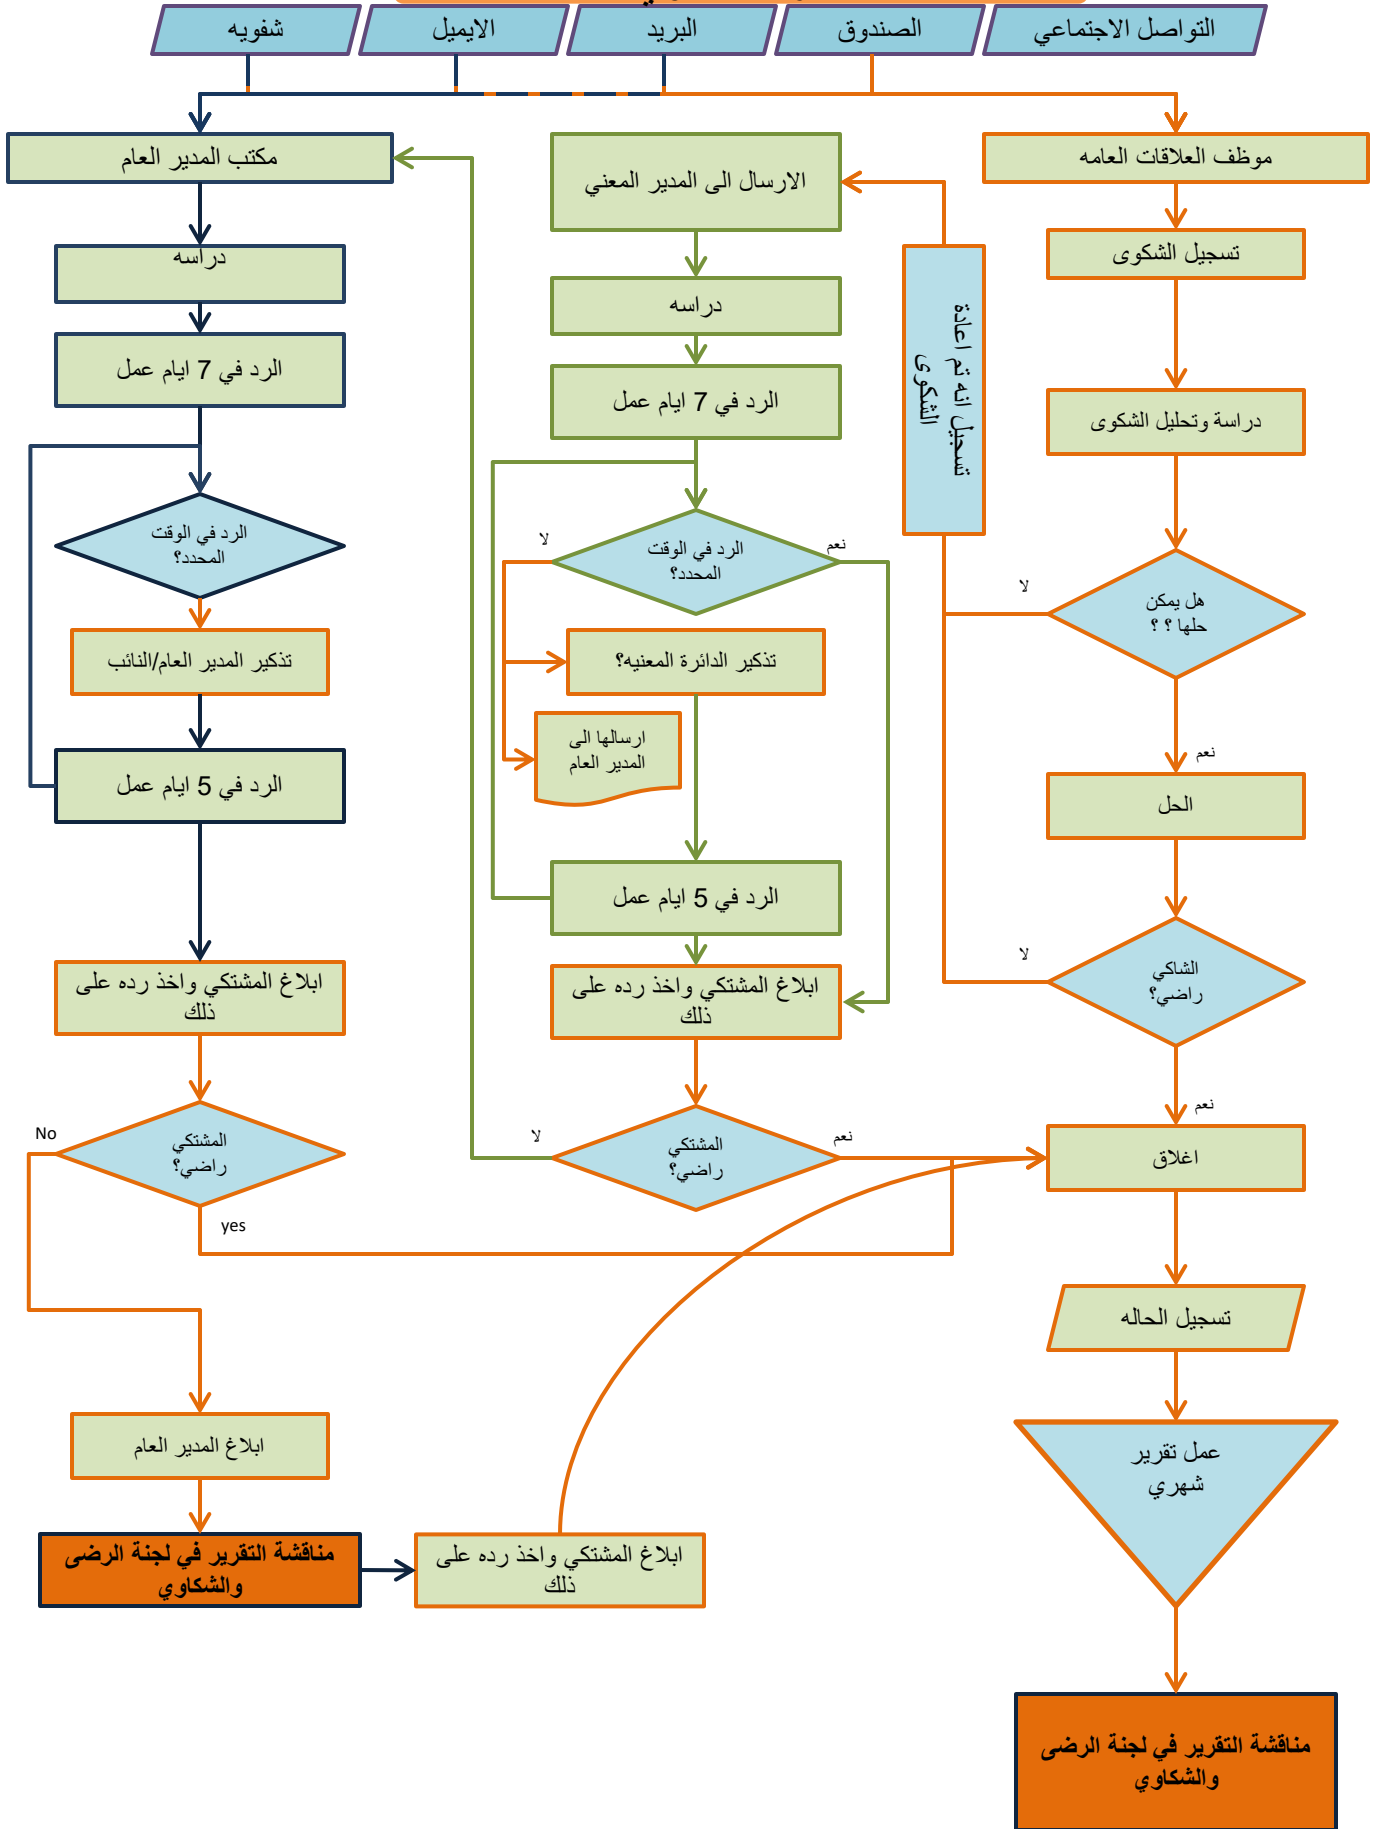 التواصل الاجتماعي
الصندوق
البريد
الايميل
شفويه
موظف العلاقات العامه
تسجيل الشكوى
دراسة وتحليل الشكوى
هل يمكن
حلها ؟ ؟
لا
نعم
الحل
الشاكي
راضي؟
لا
نعم
اغلاق
تسجيل الحاله
عمل تقرير
شهري
مناقشة التقرير في لجنة الرضى
والشكاوي
تسجيل انه تم اعادة
الشكوى
الارسال الى المدير المعني
دراسه
الرد في 7 ايام عمل
الرد في الوقت
المحدد؟
نعم
لا
تذكير الدائرة المعنيه؟
ارسالها الى
المدير العام
الرد في 5 ايام عمل
ابلاغ المشتكي واخذ رده على
ذلك
المشتكي
راضي؟
نعم
لا
مكتب المدير العام
دراسه
الرد في 7 ايام عمل
الرد في الوقت
المحدد؟
تذكير المدير العام/النائب
الرد في 5 ايام عمل
ابلاغ المشتكي واخذ رده على
ذلك
المشتكي
راضي؟
No
yes
ابلاغ المدير العام
مناقشة التقرير في لجنة الرضى
والشكاوي
ابلاغ المشتكي واخذ رده على
ذلك